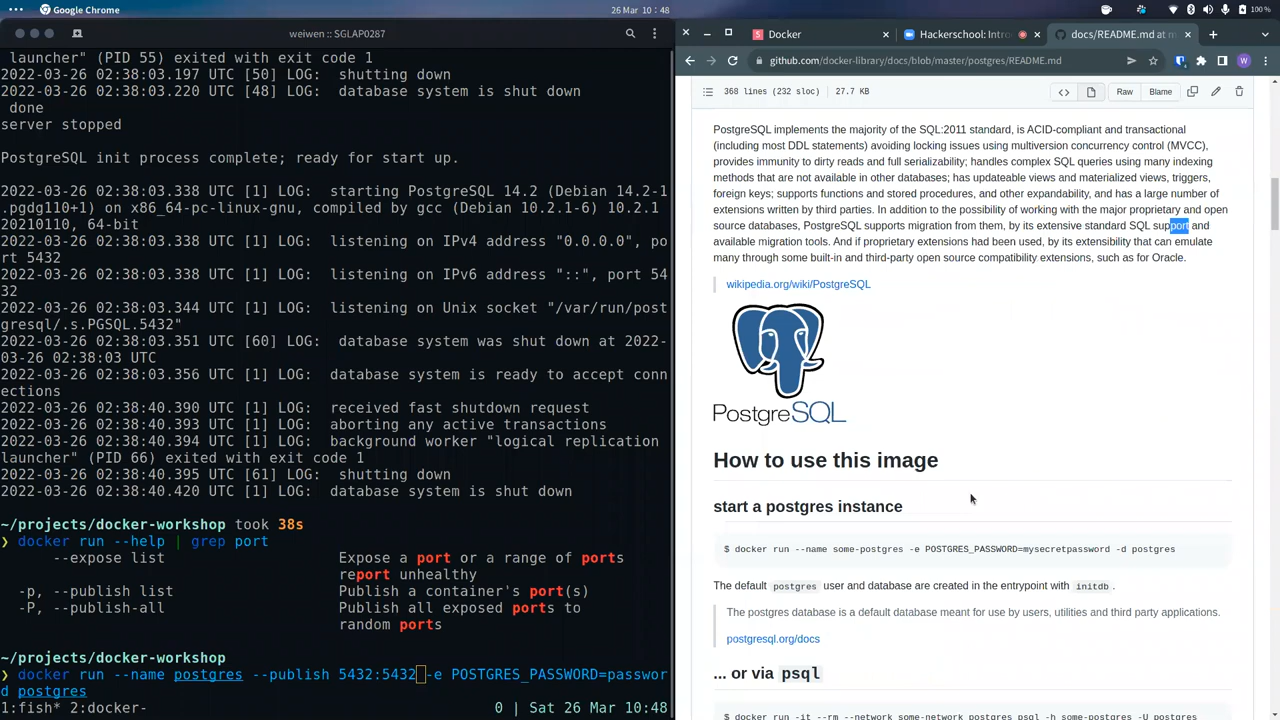 Google Chrome
26 Mar 10:48
100 %
weiwen :: SGLAP0287
launcher" (PID 55) exited with exit code 1
2022-03-26 02:38:03.197 UTC [50] LOG:  shutting down
2022-03-26 02:38:03.220 UTC [48] LOG:  database system is shut down
done
server stopped
PostgreSQL init process complete; ready for start up.
2022-03-26 02:38:03.338 UTC [1] LOG:  starting PostgreSQL 14.2 (Debian 14.2-1
.pgdg110+1) on x86_64-pc-linux-gnu, compiled by gcc (Debian 10.2.1-6) 10.2.1
20210110, 64-bit
2022-03-26 02:38:03.338 UTC [1] LOG:  listening on IPv4 address "0.0.0.0", po
rt 5432
2022-03-26 02:38:03.338 UTC [1] LOG:  listening on IPv6 address "::", port 54
32
2022-03-26 02:38:03.344 UTC [1] LOG:  listening on Unix socket "/var/run/post
gresql/.s.PGSQL.5432"
2022-03-26 02:38:03.351 UTC [60] LOG:  database system was shut down at 2022-
03-26 02:38:03 UTC
2022-03-26 02:38:03.356 UTC [1] LOG:  database system is ready to accept conn
ections
2022-03-26 02:38:40.390 UTC [1] LOG:  received fast shutdown request
2022-03-26 02:38:40.393 UTC [1] LOG:  aborting any active transactions
2022-03-26 02:38:40.394 UTC [1] LOG:  background worker "logical replication
launcher" (PID 66) exited with exit code 1
2022-03-26 02:38:40.395 UTC [61] LOG:  shutting down
2022-03-26 02:38:40.420 UTC [1] LOG:  database system is shut down
~/projects/docker-workshop took 38s
❯ docker run --help | grep port
--expose list Expose a port or a range of ports
report unhealthy
-p, --publish list Publish a container's port(s)
-P, --publish-all Publish all exposed ports to
random ports
~/projects/docker-workshop
❯ docker run --name postgres --publish 5432:5432 -e POSTGRES_PASSWORD=passwor
d postgres
1:fish* 2:docker-
0 | Sat 26 Mar 10:48
Docker
Hackerschool: Intro
docs/README.md at m
github.com/docker-library/docs/blob/master/postgres/README.md
W
368 lines (232 sloc)
27.7 KB
Raw
Blame
PostgreSQL implements the majority of the SQL:2011 standard, is ACID-compliant and transactional
(including most DDL statements) avoiding locking issues using multiversion concurrency control (MVCC),
provides immunity to dirty reads and full serializability; handles complex SQL queries using many indexing
methods that are not available in other databases; has updateable views and materialized views, triggers,
foreign keys; supports functions and stored procedures, and other expandability, and has a large number of
extensions written by third parties. In addition to the possibility of working with the major proprietary and open
source databases, PostgreSQL supports migration from them, by its extensive standard SQL support and
available migration tools. And if proprietary extensions had been used, by its extensibility that can emulate
many through some built-in and third-party open source compatibility extensions, such as for Oracle.
wikipedia.org/wiki/PostgreSQL
PostgreSQL
How to use this image
start a postgres instance
$ docker run --name some-postgres -e POSTGRES_PASSWORD=mysecretpassword -d postgres
The default postgres user and database are created in the entrypoint with initdb.
The postgres database is a default database meant for use by users, utilities and third party applications.
postgresql.org/docs
... or via psql
$ docker run -it --rm --network some-network postgres psql -h some-postgres -U postgres